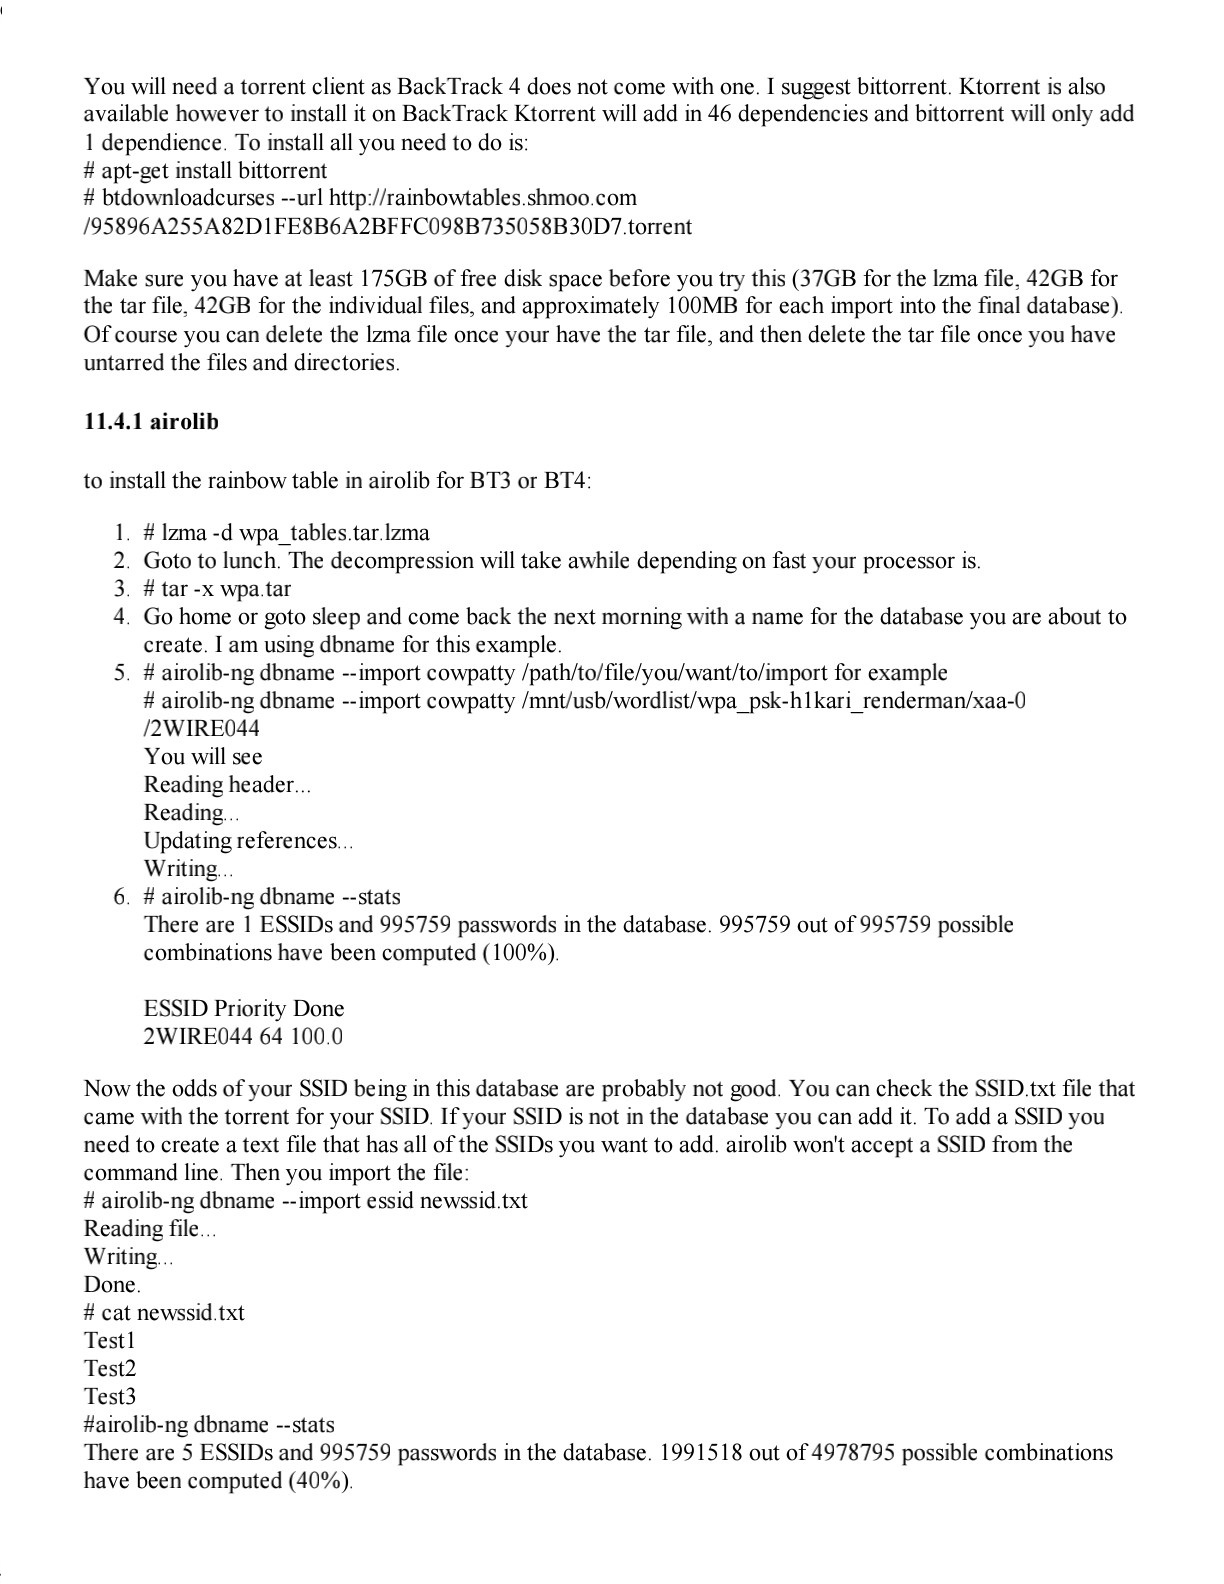 You will need a torrent client as BackTrack 4 does not come with one. I suggest bittorrent. Ktorrent is also
available however to install it on BackTrack Ktorrent will add in 46 dependencies and bittorrent will only add
1 dependience. To install all you need to do is:
# apt-get install bittorrent
# btdownloadcurses --url http://rainbowtables.shmoo.com
/95896A255A82D1FE8B6A2BFFC098B735058B30D7.torrent
Make sure you have at least 175GB of free disk space before you try this (37GB for the lzma file, 42GB for
the tar file, 42GB for the individual files, and approximately 100MB for each import into the final database).
Of course you can delete the lzma file once your have the tar file, and then delete the tar file once you have
untarred the files and directories.
11.4.1 airolib
to install the rainbow table in airolib for BT3 or BT4:
1. # lzma -d wpa_tables.tar.lzma
2. Goto to lunch. The decompression will take awhile depending on fast your processor is.
3. # tar -x wpa.tar
4. Go home or goto sleep and come back the next morning with a name for the database you are about to
create. I am using dbname for this example.
5. # airolib-ng dbname --import cowpatty /path/to/file/you/want/to/import for example
# airolib-ng dbname --import cowpatty /mnt/usb/wordlist/wpa_psk-h1kari_renderman/xaa-0
/2WIRE044
You will see
Reading header...
Reading...
Updating references...
Writing...
6. # airolib-ng dbname --stats
There are 1 ESSIDs and 995759 passwords in the database. 995759 out of 995759 possible
combinations have been computed (100%).
ESSID Priority Done
2WIRE044 64 100.0
Now the odds of your SSID being in this database are probably not good. You can check the SSID.txt file that
came with the torrent for your SSID. If your SSID is not in the database you can add it. To add a SSID you
need to create a text file that has all of the SSIDs you want to add. airolib won't accept a SSID from the
command line. Then you import the file:
# airolib-ng dbname --import essid newssid.txt
Reading file...
Writing...
Done.
# cat newssid.txt
Test1
Test2
Test3
#airolib-ng dbname --stats
There are 5 ESSIDs and 995759 passwords in the database. 1991518 out of 4978795 possible combinations
have been computed (40%).